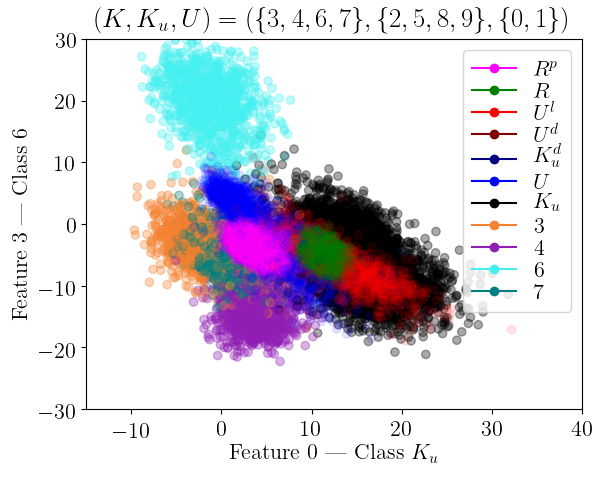 (K, K_u, U) = ({3, 4, 6, 7}, {2, 5, 8, 9}, {0, 1})
30
20
10
0
−10
−20
−30
Feature 3 — Class 6
−10
0
10
20
30
40
Feature 0 — Class K_u
R^p
R
U^l
U^d
K_u^d
U
K_u
3
4
6
7